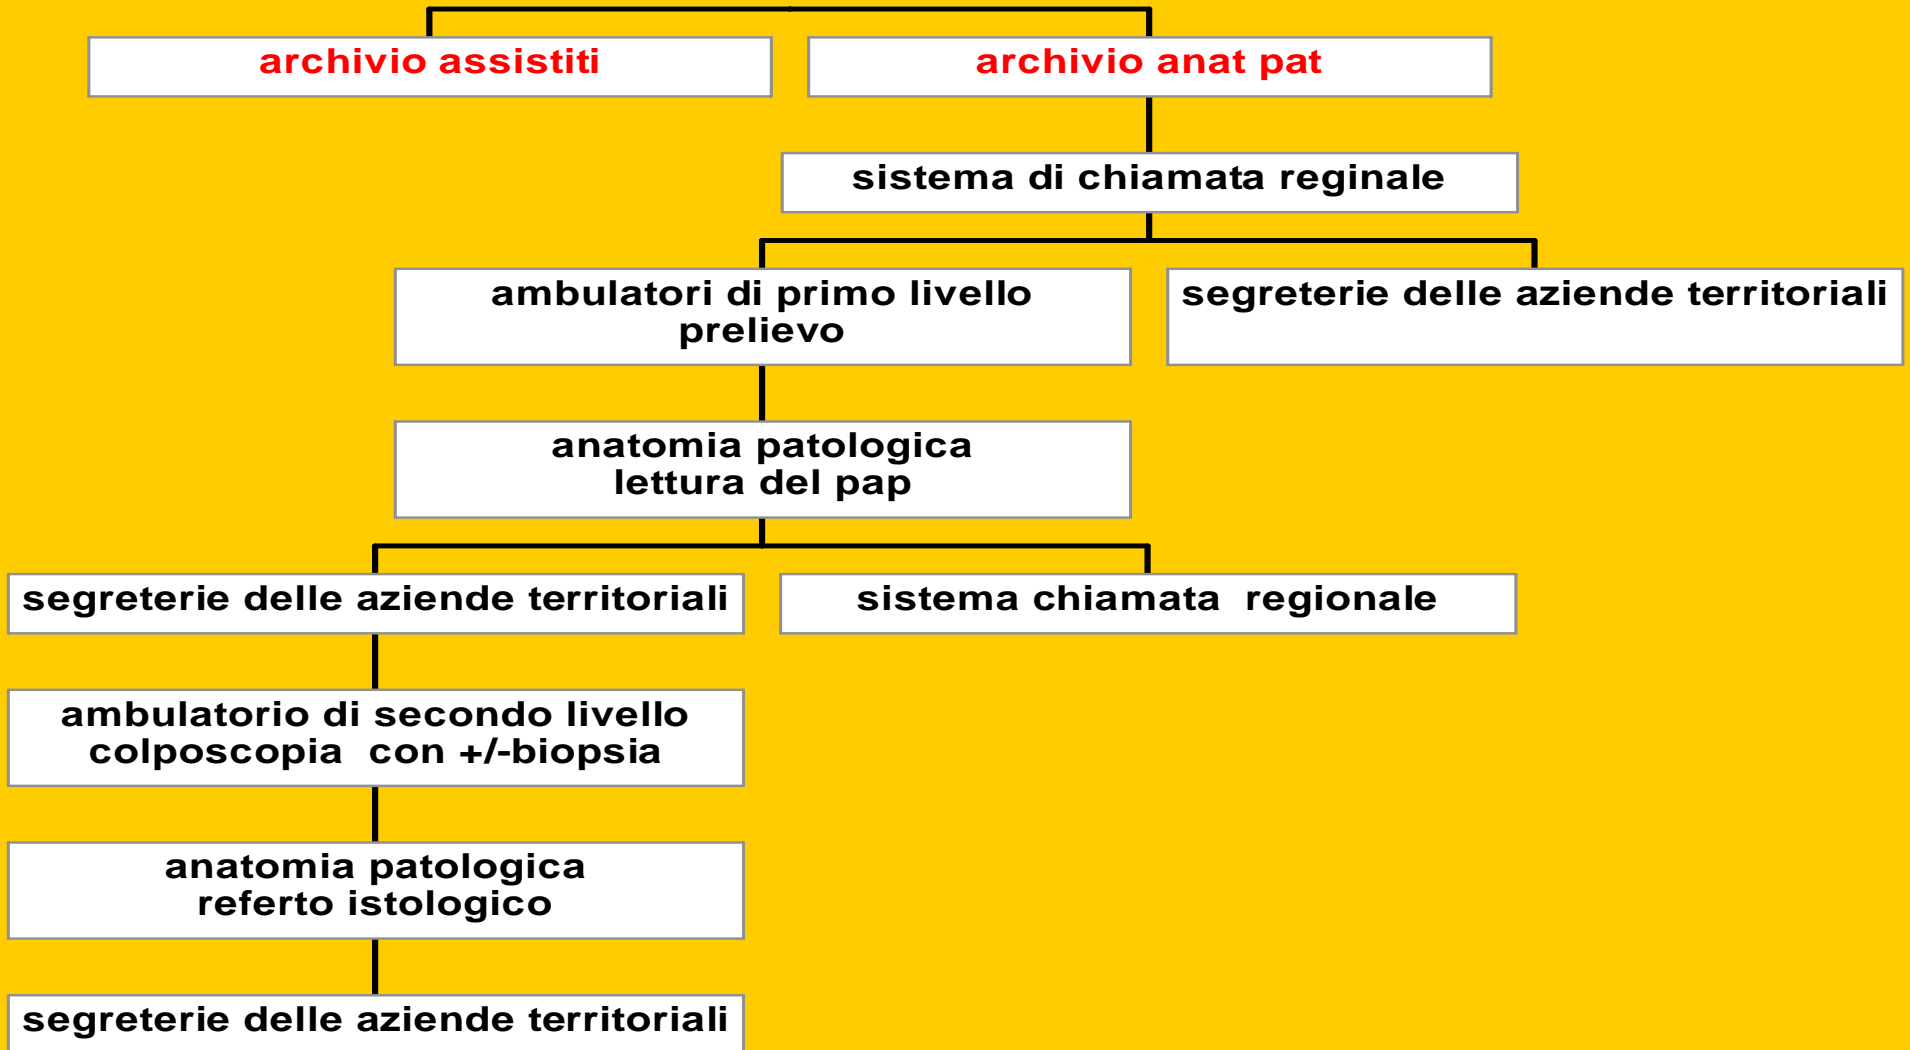 archivio assistiti
archivio anat pat
sistema di chiamata reginale
ambulatori di primo livello
prelievo
segreterie delle aziende territoriali
anatomia patologica
lettura del pap
segreterie delle aziende territoriali
sistema chiamata  regionale
ambulatorio di secondo livello
colposcopia  con +/-biopsia
anatomia patologica
referto istologico
segreterie delle aziende territoriali